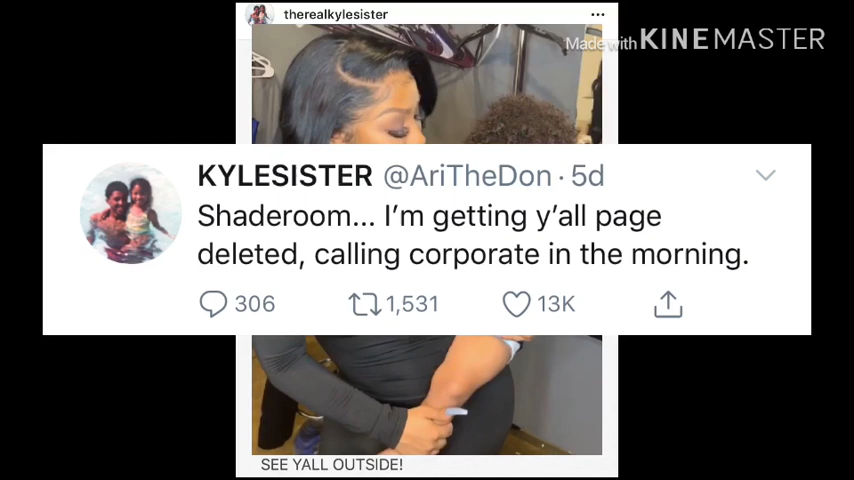 therealkylesister
Made with KINEMASTER
KYLESISTER @AriTheDon · 5d
Shaderoom... I’m getting y’all page
deleted, calling corporate in the morning.
306 1,531 13K
SEE YALL OUTSIDE!